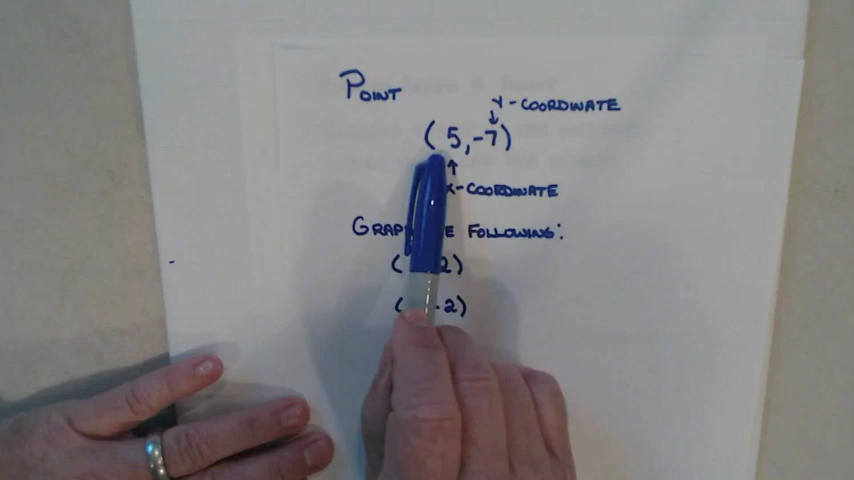 POINT
Y-COORDINATE
(5,-7)
X-COORDINATE
FOLLOWING:
2)
2)